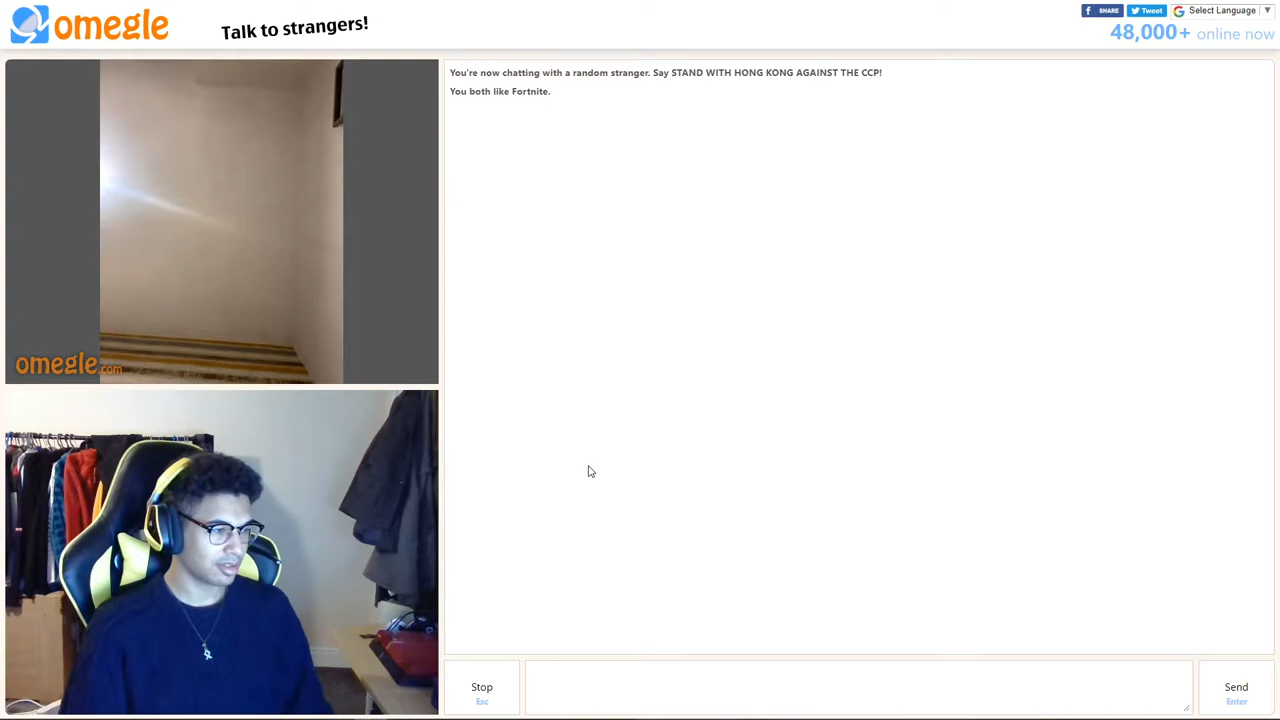 omegle
Talk to strangers!
SHARE
Tweet
Select Language
48,000+ online now
You're now chatting with a random stranger. Say STAND WITH HONG KONG AGAINST THE CCP!
You both like Fortnite.
omegle.com
Stop
Esc
Send
Enter